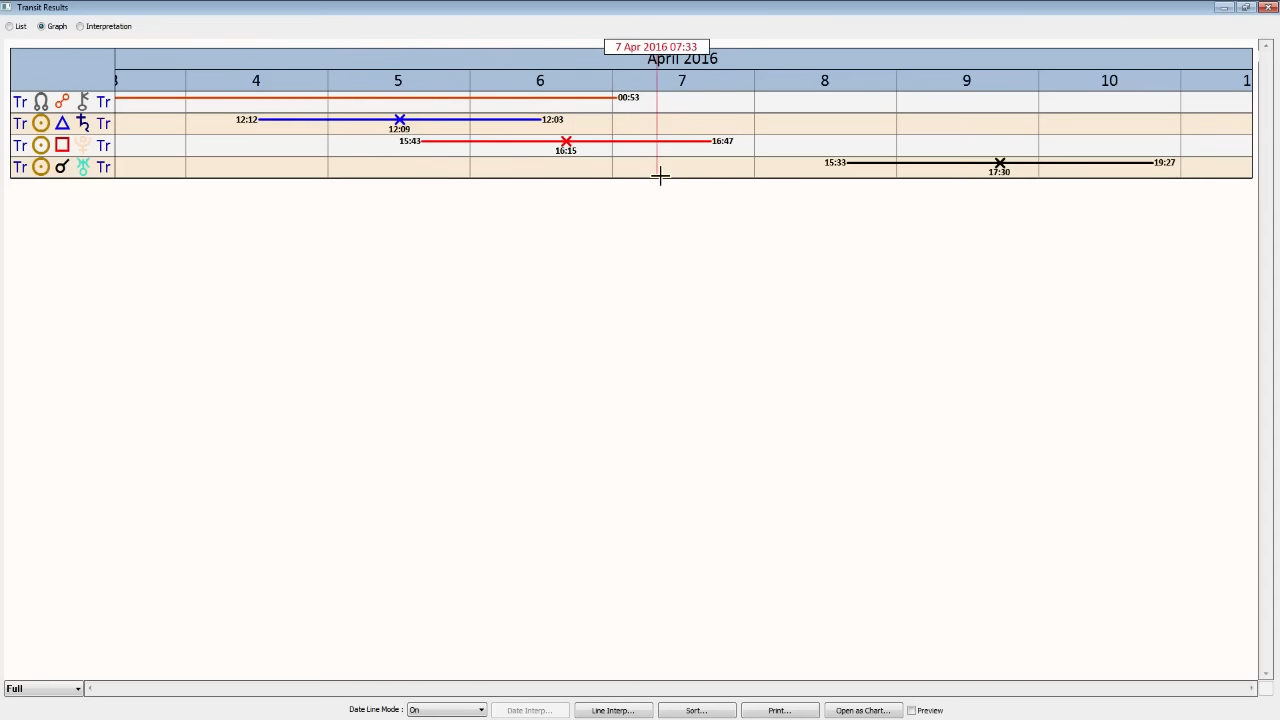 Transit Results
List Graph Interpretation
7 Apr 2016 07:33
April 2016
3 4 5 6 7 8 9 10 1
Tr Tr 00:53
Tr Tr 12:12 12:09 12:03
Tr Tr 15:43 16:15 16:47
Tr Tr 15:33 17:30 19:27
Full
Date Line Mode : On Date Interp... Line Interp... Sort... Print... Open as Chart... Preview